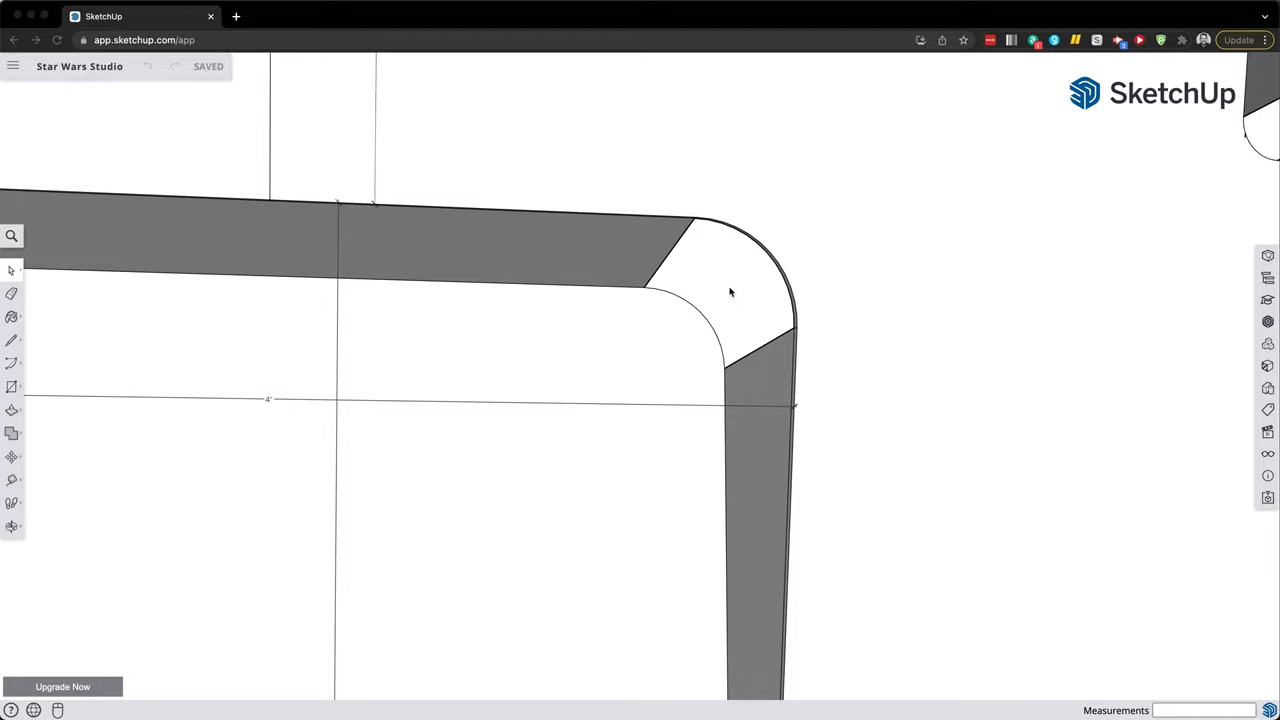 SketchUp
app.sketchup.com/app
Update
Star Wars Studio
SAVED
SketchUp
4'
Upgrade Now
Measurements